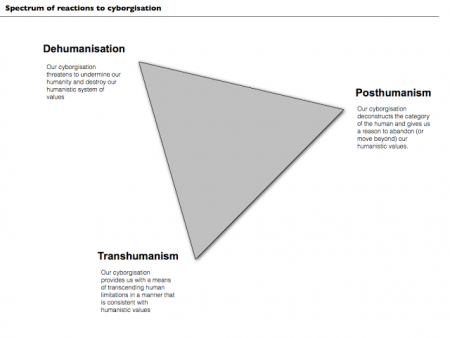 Spectrum of reactions to cyborgisation
Dehumanisation
Our cyborgisation
threatens to undermine our
humanity and destroy our
humanistic system of
values
Posthumanism
Our cyborgisation
deconstructs the category
of the human and gives us
a reason to abandon (or
move beyond) our
humanistic values.
Transhumanism
Our cyborgisation
provides us with a means
of transcending human
limitations in a manner that
is consistent with
humanistic values